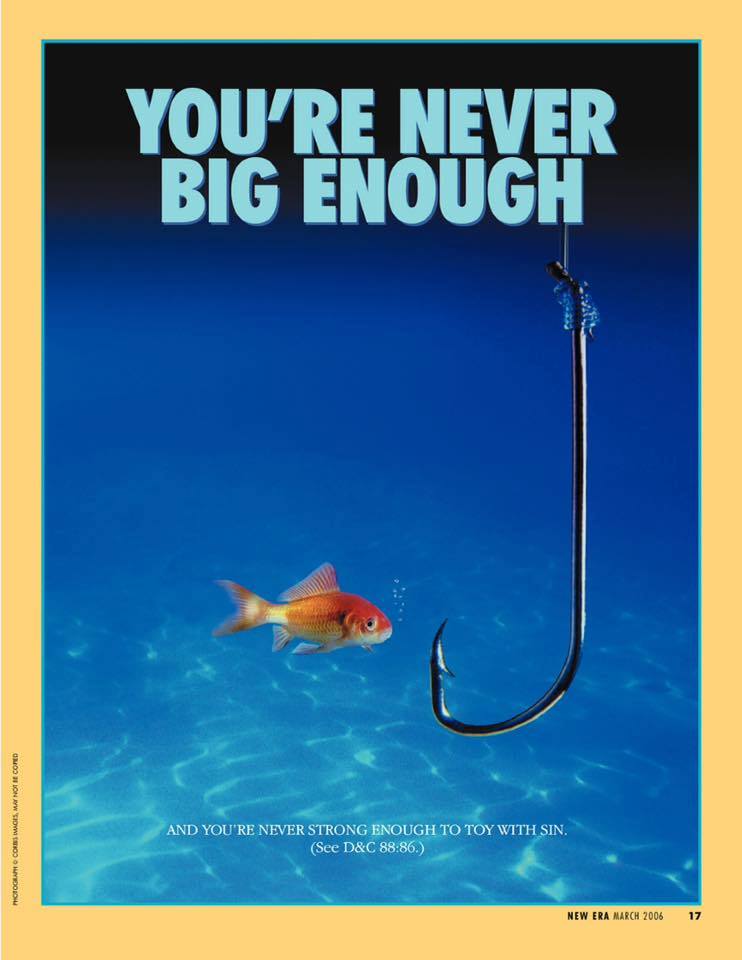 YOU'RE NEVER
BIG ENOUGH
AND YOU'RE NEVER STRONG ENOUGH TO TOY WITH SIN.
(See D&C 88:86.)
PHOTOGRAPH © CORBIS IMAGES, MAY NOT BE COPIED
NEW ERA MARCH 2006 17